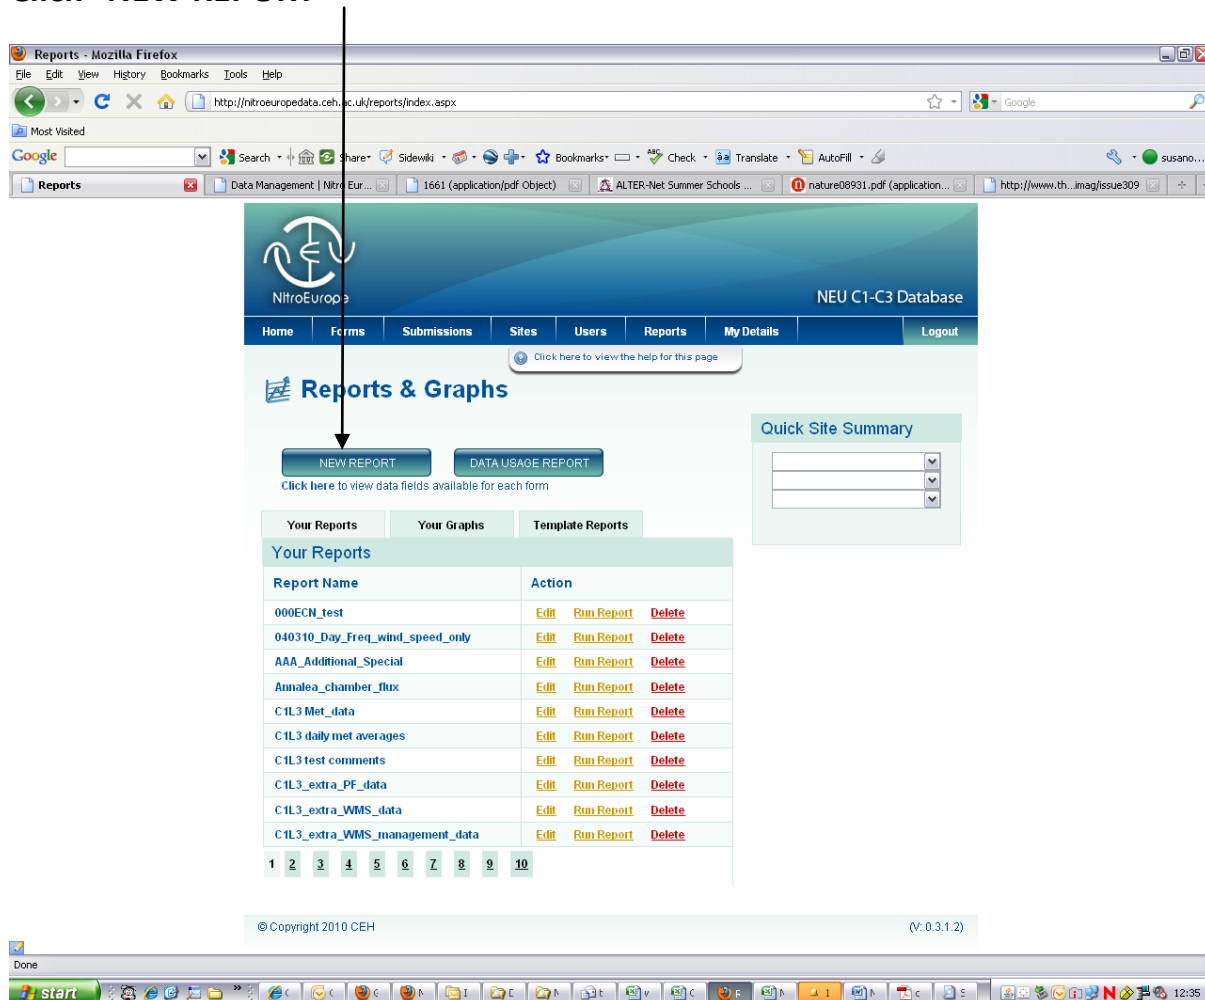 Click "NEW REPORT"
Reports - Mozilla Firefox
File Edit View History Bookmarks Tools Help
http://nitroeuropedata.ceh.ac.uk/reports/index.aspx Google
Most Visited
Google Search Share Sidewiki Bookmarks Check Translate AutoFill susano...
Reports Data Management | Nitro Eur... 1661 (application/pdf Object) ALTER-Net Summer Schools ... nature08931.pdf (application... http://www.th...imag/issue309
NEU
NitroEurope
NEU C1-C3 Database
Home Forms Submissions Sites Users Reports My Details Logout
Click here to view the help for this page
Reports & Graphs
Quick Site Summary
NEW REPORT DATA USAGE REPORT
Click here to view data fields available for each form
Your Reports Your Graphs Template Reports
Your Reports
Report Name Action
000ECN_test Edit Run Report Delete
040310_Day_Freq_wind_speed_only Edit Run Report Delete
AAA_Additional_Special Edit Run Report Delete
Annalea_chamber_flux Edit Run Report Delete
C1L3 Met_data Edit Run Report Delete
C1L3 daily met averages Edit Run Report Delete
C1L3 test comments Edit Run Report Delete
C1L3_extra_PF_data Edit Run Report Delete
C1L3_extra_WMS_data Edit Run Report Delete
C1L3_extra_WMS_management_data Edit Run Report Delete
1 2 3 4 5 6 7 8 9 10
© Copyright 2010 CEH (V: 0.3.1.2)
Done
start 12:35